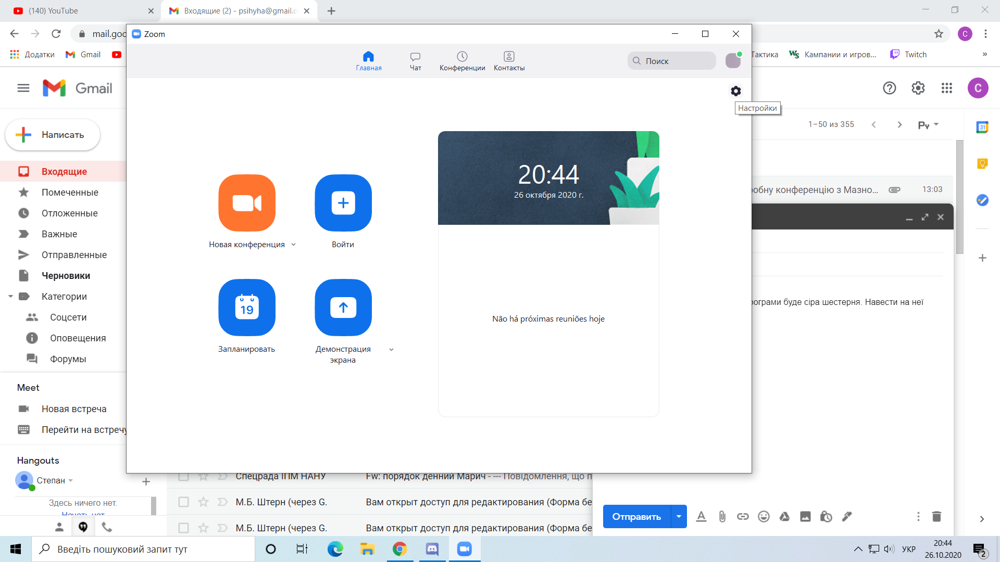 (140) YouTube
Входящие (2) - psihyha@gmail.c
mail.goo
Додатки
Gmail
Тактика
Кампании и игров...
Twitch
»
Zoom
Главная
Чат
Конференции
Контакты
Поиск
Настройки
Gmail
С
С
Написать
1–50 из 355
Ру
Входящие
Помеченные
Отложенные
Важные
Отправленные
Черновики
Категории
Соцсети
Оповещения
Форумы
Meet
Новая встреча
Перейти на встречу
Hangouts
Степан
Здесь ничего нет.
Начать чат
20:44
26 октября 2020 г.
Новая конференция
Войти
19
Запланировать
Демонстрация
экрана
Não há próximas reuniões hoje
31
обну конференцію з Мазно...
13:03
рограми буде сіра шестерня. Навести на неї
Спецрада ІПМ НАНУ
Fw: порядок денний Марич - --- Повідомлення, що п
М.Б. Штерн (через G.
Вам открыт доступ для редактирования (Форма бе
М.Б. Штерн (через G.
Вам открыт доступ для редактирования (Форма бе
Отправить
Введіть пошуковий запит тут
УКР
20:44
26.10.2020
2